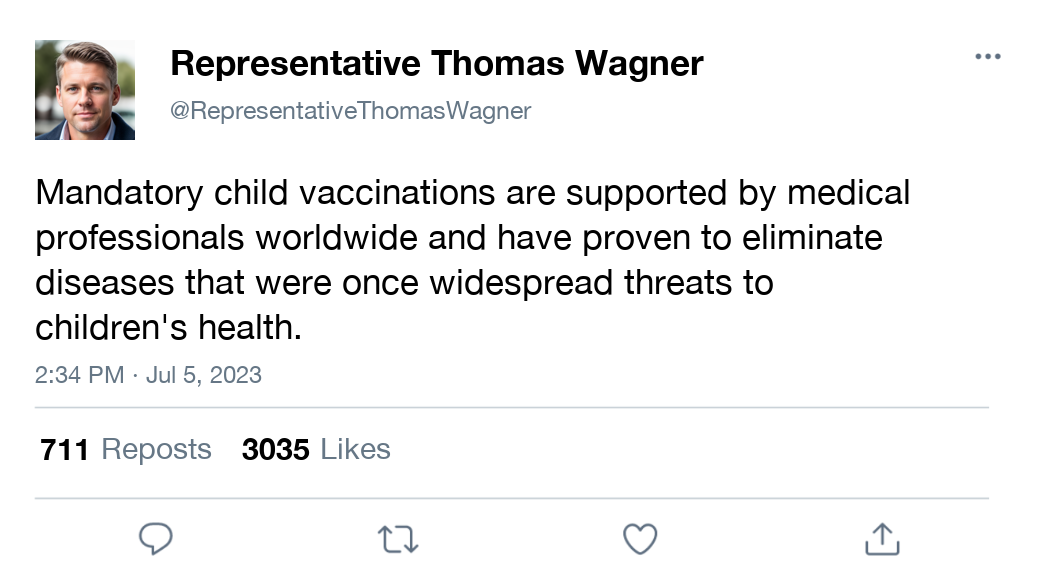 Representative Thomas Wagner
@RepresentativeThomasWagner
Mandatory child vaccinations are supported by medical
professionals worldwide and have proven to eliminate
diseases that were once widespread threats to
children's health.
2:34 PM · Jul 5, 2023
711 Reposts 3035 Likes